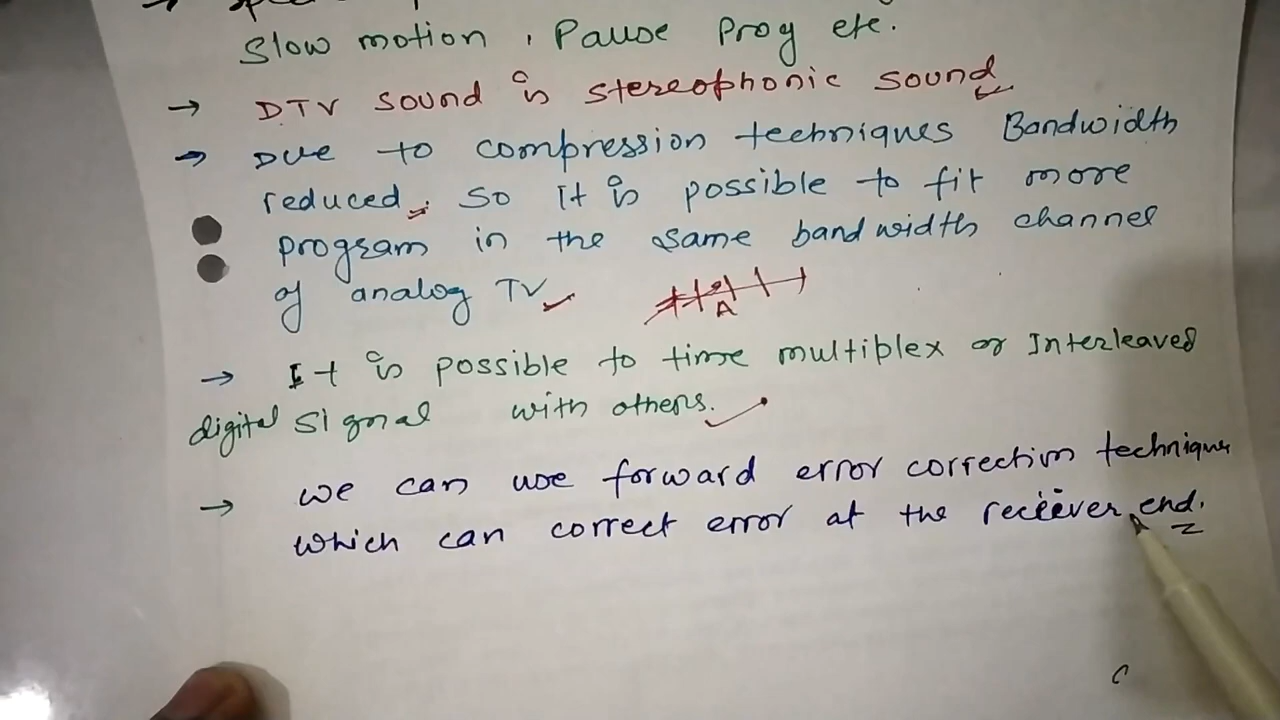 Slow motion, Pause Prog etc.
→ DTV sound is stereophonic sound
→ Due to compression techniques Bandwidth
reduced. So It is possible to fit more
program in the same bandwidth channel
of analog TV
A
→ It is possible to time multiplex or Interleaved
digital signal with others.
→ we can use forward error correction technique
which can correct error at the reciever end.